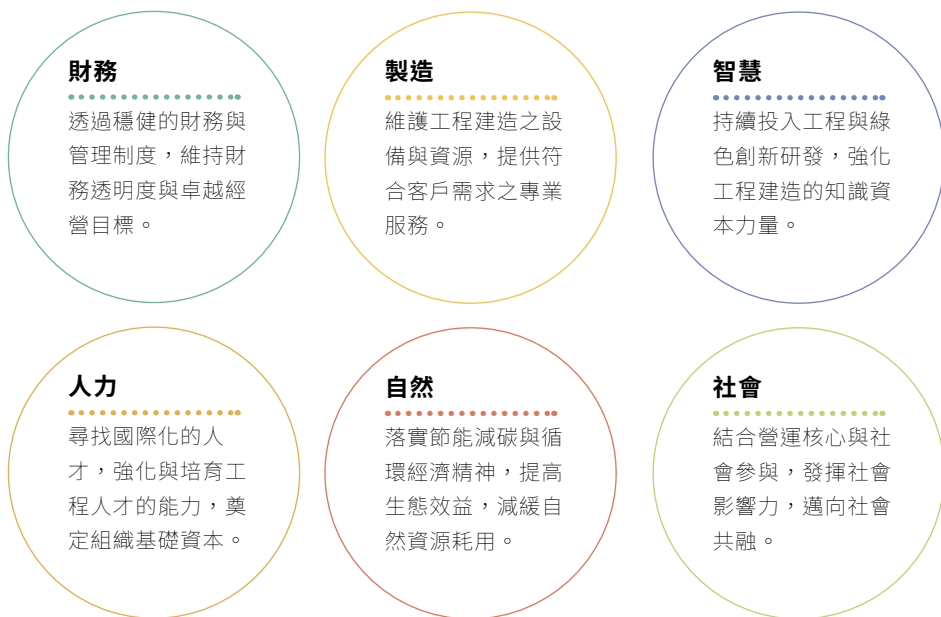 財務
透過穩健的財務與
管理制度，維持財
務透明度與卓越經
營目標。
製造
維護工程建造之設
備與資源，提供符
合客戶需求之專業
服務。
智慧
持續投入工程與綠
色創新研發，強化
工程建造的知識資
本力量。
人力
尋找國際化的人
才，強化與培育工
程人才的能力，奠
定組織基礎資本。
自然
落實節能減碳與循
環經濟精神，提高
生態效益，減緩自
然資源耗用。
社會
結合營運核心與社
會參與，發揮社會
影響力，邁向社會
共融。